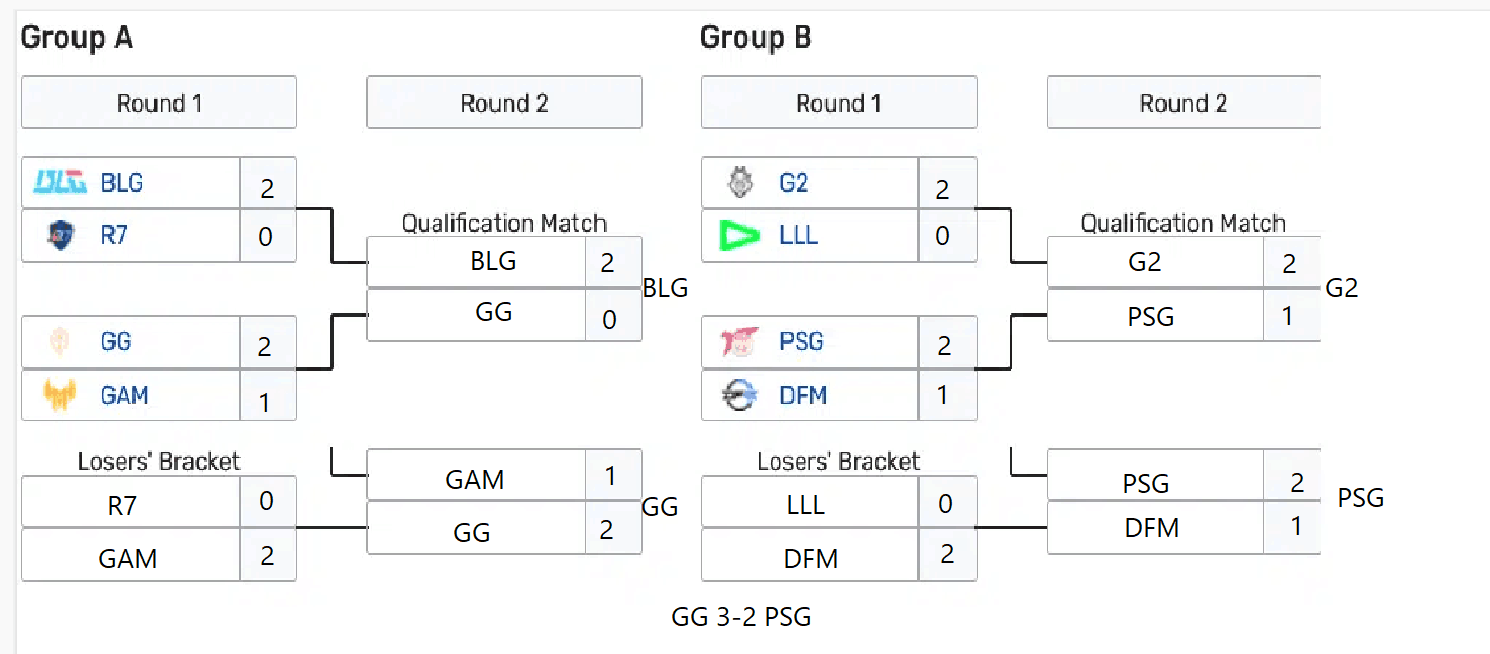 Group A
Round 1
Round 2
BLG BLG 2
R7 0
Qualification Match
BLG 2
GG 0
BLG
GG 2
GAM 1
Losers' Bracket
R7 0
GAM 2
GAM 1
GG 2
GG
Group B
Round 1
Round 2
G2 2
LLL 0
Qualification Match
G2 2
PSG 1
G2
PSG 2
DFM 1
Losers' Bracket
LLL 0
DFM 2
PSG 2
DFM 1
PSG
GG 3-2 PSG